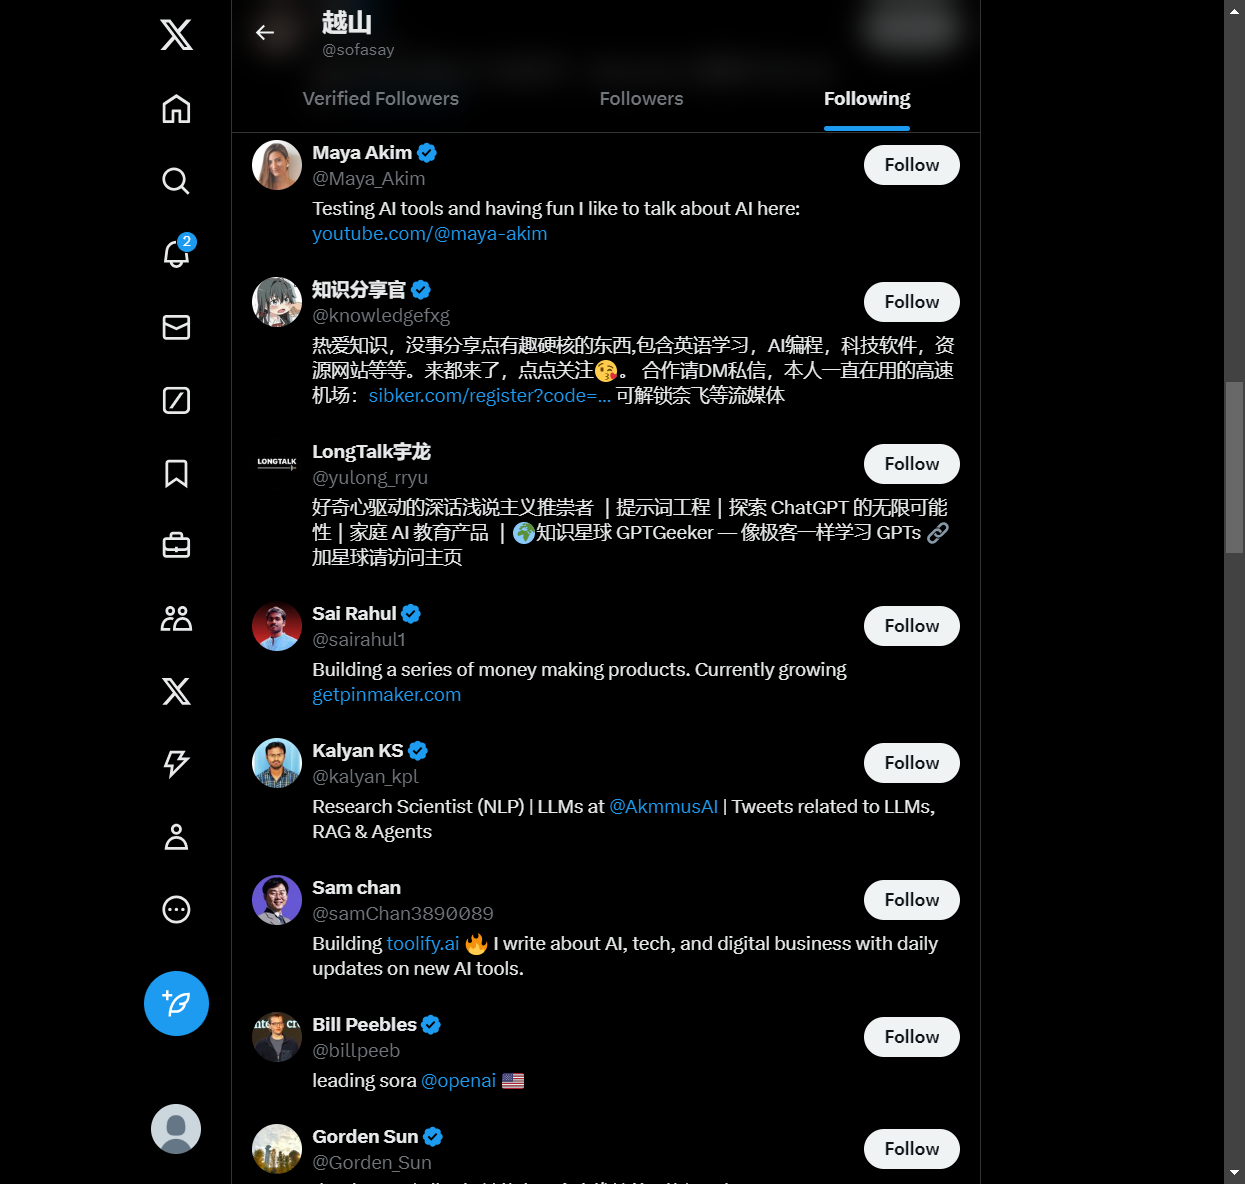 越山
@sofasay
Verified Followers
Followers
Following
Maya Akim
@Maya_Akim
Follow
Testing AI tools and having fun I like to talk about AI here:
youtube.com/@maya-akim
2
知识分享官
@knowledgefxg
Follow
热爱知识，没事分享点有趣硬核的东西,包含英语学习，AI编程，科技软件，资
源网站等等。来都来了，点点关注😘。 合作请DM私信，本人一直在用的高速
机场：sibker.com/register?code=... 可解锁奈飞等流媒体
LONGTALK
LongTalk宇龙
@yulong_rryu
Follow
好奇心驱动的深话浅说主义推崇者 ｜提示词工程｜探索 ChatGPT 的无限可能
性｜家庭 AI 教育产品 ｜🌍知识星球 GPTGeeker — 像极客一样学习 GPTs 🔗
加星球请访问主页
Sai Rahul
@sairahul1
Follow
Building a series of money making products. Currently growing
getpinmaker.com
Kalyan KS
@kalyan_kpl
Follow
Research Scientist (NLP) | LLMs at @AkmmusAI | Tweets related to LLMs,
RAG & Agents
Sam chan
@samChan3890089
Follow
Building toolify.ai 🔥 I write about AI, tech, and digital business with daily
updates on new AI tools.
Bill Peebles
@billpeeb
Follow
leading sora @openai 🇺🇸
Gorden Sun
@Gorden_Sun
Follow